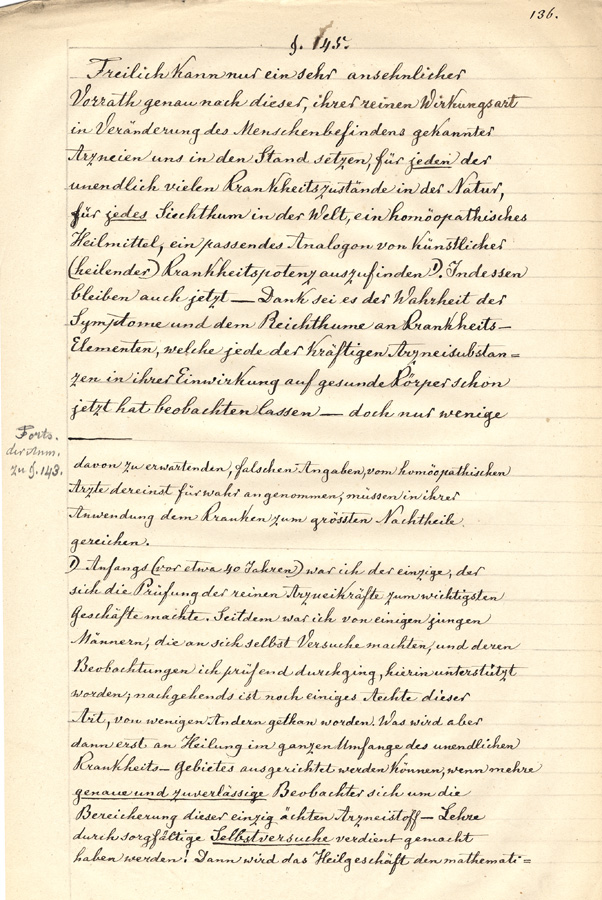 136.
§. 145.
Freilich kann nur ein sehr ansehnlicher
Vorrath genau nach dieser, ihrer reinen Wirkungsart
in Veränderung des Menschenbefindens gekannter
Arzneien uns in den Stand setzen, für jeden der
unendlich vielen Krankheitszustände in der Natur,
für jedes Siechthum in der Welt, ein homöopathisches
Heilmittel, ein passendes Analogon von künstlicher
(heilender) Krankheitspotenz auszufinden 1). Indessen
bleiben auch jetzt — Dank sei es der Wahrheit der
Symptome und dem Reichthume an Krankheits-
Elementen, welche jede der kräftigen Arzneisubstan=
zen in ihrer Einwirkung auf gesunde Körper schon
jetzt hat beobachten lassen — doch nur wenige
Forts.
der Anm.
zu §. 143.
davon zu erwartenden, falschen Angaben, vom homöopathischen
Arzte dereinst für wahr angenommen, müssen in ihrer
Anwendung dem Kranken zum grössten Nachtheile
gereichen.
1) Anfangs (vor etwa 40 Jahren) war ich der einzige, der
sich die Prüfung der reinen Arzneikräfte zum wichtigsten
Geschäfte machte. Seitdem war ich von einigen jungen
Männern, die an sich selbst Versuche machten, und deren
Beobachtungen ich prüfend durchging, hierin unterstützt
worden; nachgehends ist noch einiges Aechte dieser
Art, von wenigen Andern gethan worden. Was wird aber
dann erst an Heilung im ganzen Umfange des unendlichen
Krankheits-Gebietes ausgerichtet werden können, wenn mehre
genaue und zuverlässige Beobachter sich um die
Bereicherung dieser einzig ächten Arzneistoff-Lehre
durch sorgfältige Selbstversuche verdient gemacht
haben werden! Dann wird das Heilgeschäft den mathemati=